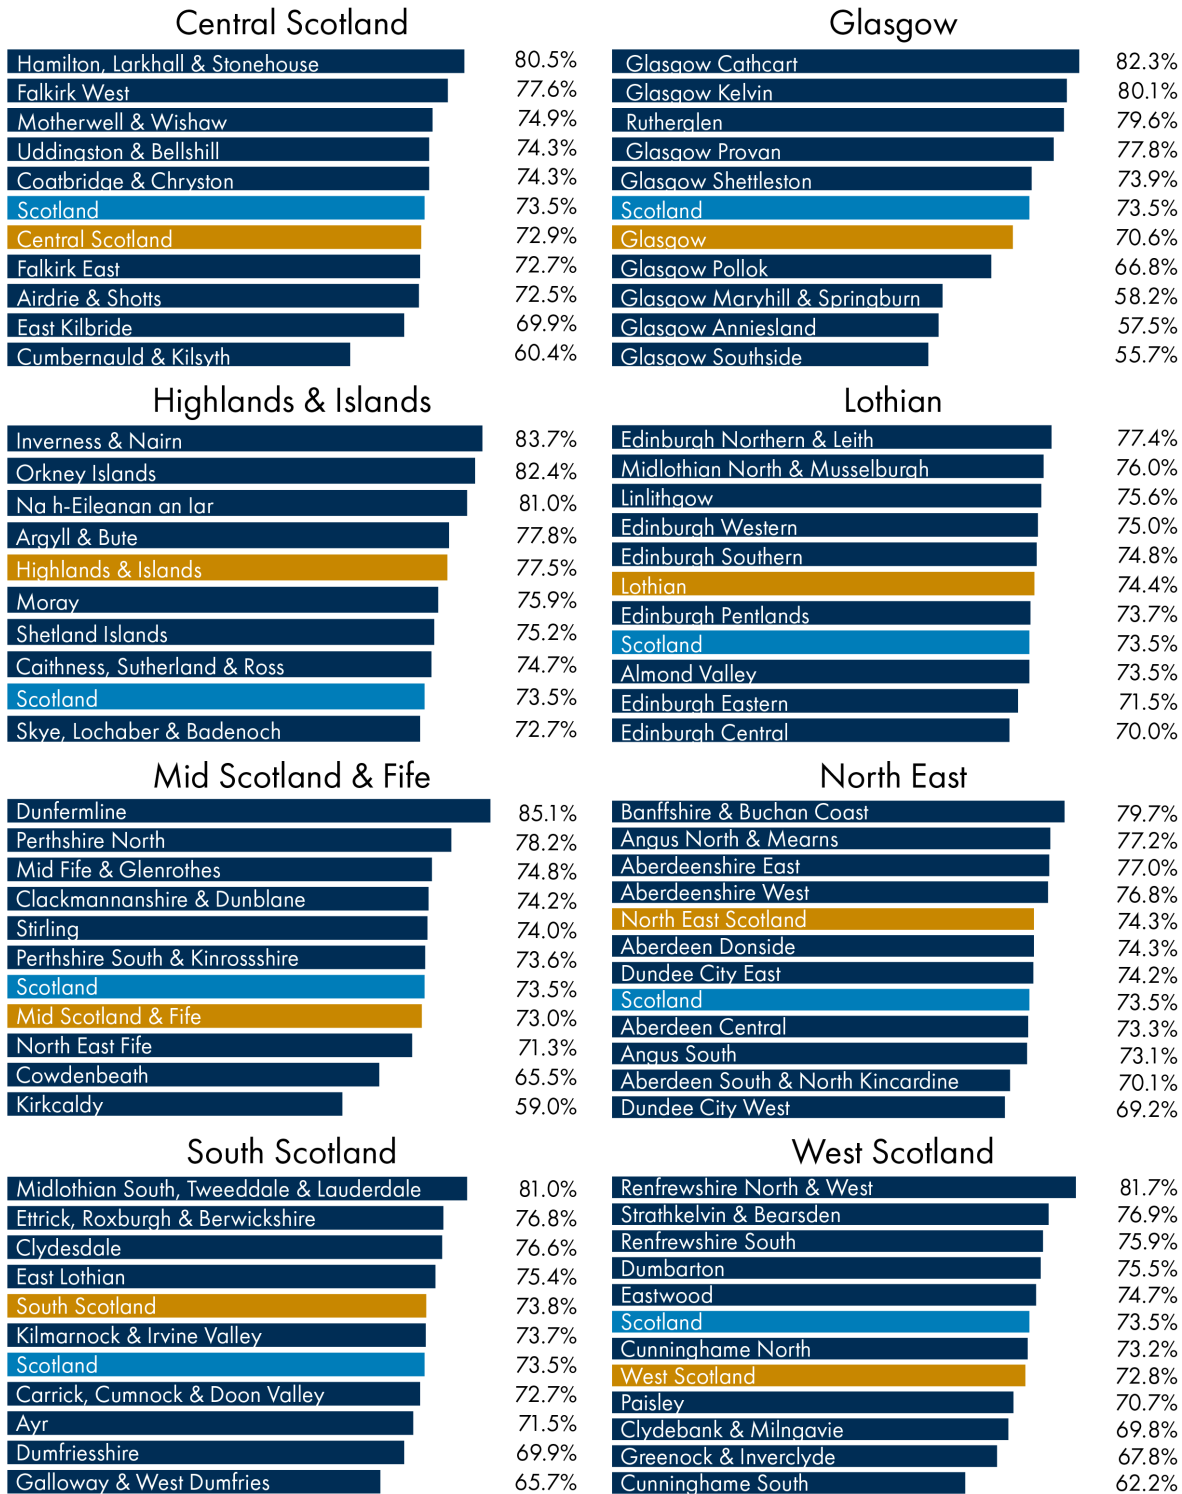 Central Scotland
Hamilton, Larkhall & Stonehouse 80.5%
Falkirk West 77.6%
Motherwell & Wishaw 74.9%
Uddingston & Bellshill 74.3%
Coatbridge & Chryston 74.3%
Scotland 73.5%
Central Scotland 72.9%
Falkirk East 72.7%
Airdrie & Shotts 72.5%
East Kilbride 69.9%
Cumbernauld & Kilsyth 60.4%
Glasgow
Glasgow Cathcart 82.3%
Glasgow Kelvin 80.1%
Rutherglen 79.6%
Glasgow Provan 77.8%
Glasgow Shettleston 73.9%
Scotland 73.5%
Glasgow 70.6%
Glasgow Pollok 66.8%
Glasgow Maryhill & Springburn 58.2%
Glasgow Anniesland 57.5%
Glasgow Southside 55.7%
Highlands & Islands
Inverness & Nairn 83.7%
Orkney Islands 82.4%
Na h-Eileanan an Iar 81.0%
Argyll & Bute 77.8%
Highlands & Islands 77.5%
Moray 75.9%
Shetland Islands 75.2%
Caithness, Sutherland & Ross 74.7%
Scotland 73.5%
Skye, Lochaber & Badenoch 72.7%
Lothian
Edinburgh Northern & Leith 77.4%
Midlothian North & Musselburgh 76.0%
Linlithgow 75.6%
Edinburgh Western 75.0%
Edinburgh Southern 74.8%
Lothian 74.4%
Edinburgh Pentlands 73.7%
Scotland 73.5%
Almond Valley 73.5%
Edinburgh Eastern 71.5%
Edinburgh Central 70.0%
Mid Scotland & Fife
Dunfermline 85.1%
Perthshire North 78.2%
Mid Fife & Glenrothes 74.8%
Clackmannanshire & Dunblane 74.2%
Stirling 74.0%
Perthshire South & Kinrossshire 73.6%
Scotland 73.5%
Mid Scotland & Fife 73.0%
North East Fife 71.3%
Cowdenbeath 65.5%
Kirkcaldy 59.0%
North East
Banffshire & Buchan Coast 79.7%
Angus North & Mearns 77.2%
Aberdeenshire East 77.0%
Aberdeenshire West 76.8%
North East Scotland 74.3%
Aberdeen Donside 74.3%
Dundee City East 74.2%
Scotland 73.5%
Aberdeen Central 73.3%
Angus South 73.1%
Aberdeen South & North Kincardine 70.1%
Dundee City West 69.2%
South Scotland
Midlothian South, Tweeddale & Lauderdale 81.0%
Ettrick, Roxburgh & Berwickshire 76.8%
Clydesdale 76.6%
East Lothian 75.4%
South Scotland 73.8%
Kilmarnock & Irvine Valley 73.7%
Scotland 73.5%
Carrick, Cumnock & Doon Valley 72.7%
Ayr 71.5%
Dumfriesshire 69.9%
Galloway & West Dumfries 65.7%
West Scotland
Renfrewshire North & West 81.7%
Strathkelvin & Bearsden 76.9%
Renfrewshire South 75.9%
Dumbarton 75.5%
Eastwood 74.7%
Scotland 73.5%
Cunninghame North 73.2%
West Scotland 72.8%
Paisley 70.7%
Clydebank & Milngavie 69.8%
Greenock & Inverclyde 67.8%
Cunninghame South 62.2%